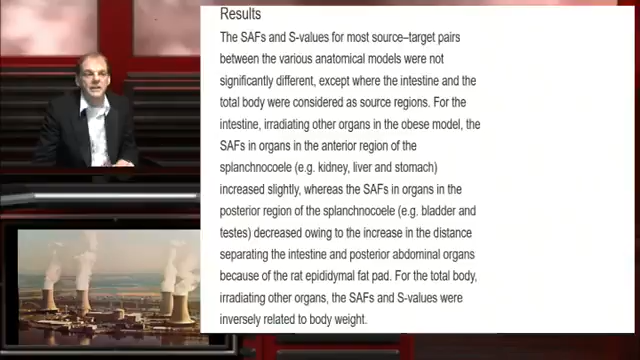 Results
The SAFs and S-values for most source–target pairs
between the various anatomical models were not
significantly different, except where the intestine and the
total body were considered as source regions. For the
intestine, irradiating other organs in the obese model, the
SAFs in organs in the anterior region of the
splanchnocoele (e.g. kidney, liver and stomach)
increased slightly, whereas the SAFs in organs in the
posterior region of the splanchnocoele (e.g. bladder and
testes) decreased owing to the increase in the distance
separating the intestine and posterior abdominal organs
because of the rat epididymal fat pad. For the total body,
irradiating other organs, the SAFs and S-values were
inversely related to body weight.